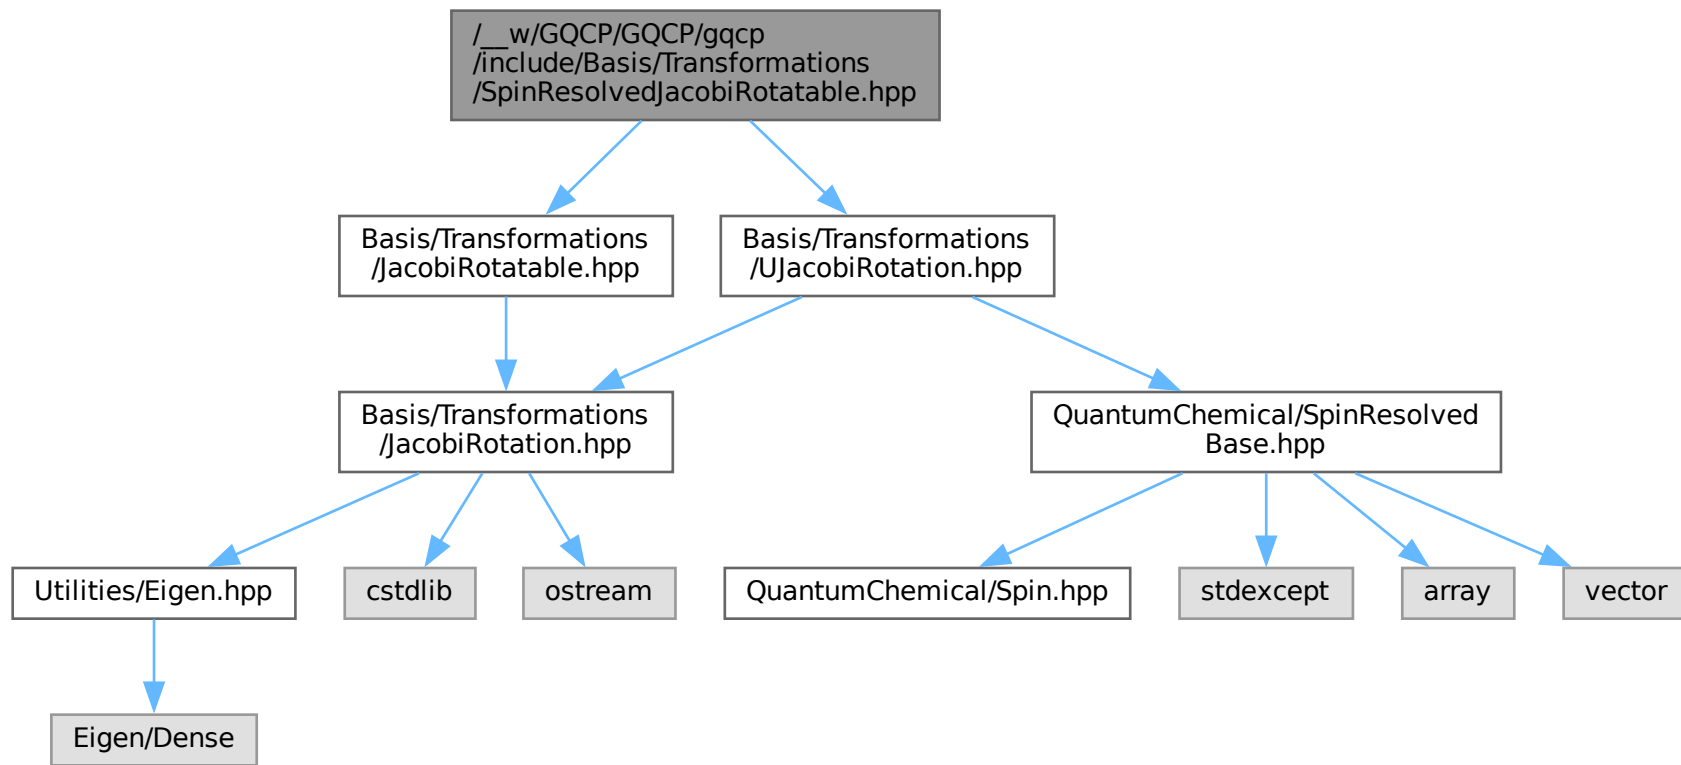 /__w/GQCP/GQCP/gqcp
/include/Basis/Transformations
/SpinResolvedJacobiRotatable.hpp
Basis/Transformations
/JacobiRotatable.hpp
Basis/Transformations
/UJacobiRotation.hpp
Basis/Transformations
/JacobiRotation.hpp
QuantumChemical/SpinResolved
Base.hpp
Utilities/Eigen.hpp
cstdlib
ostream
QuantumChemical/Spin.hpp
stdexcept
array
vector
Eigen/Dense